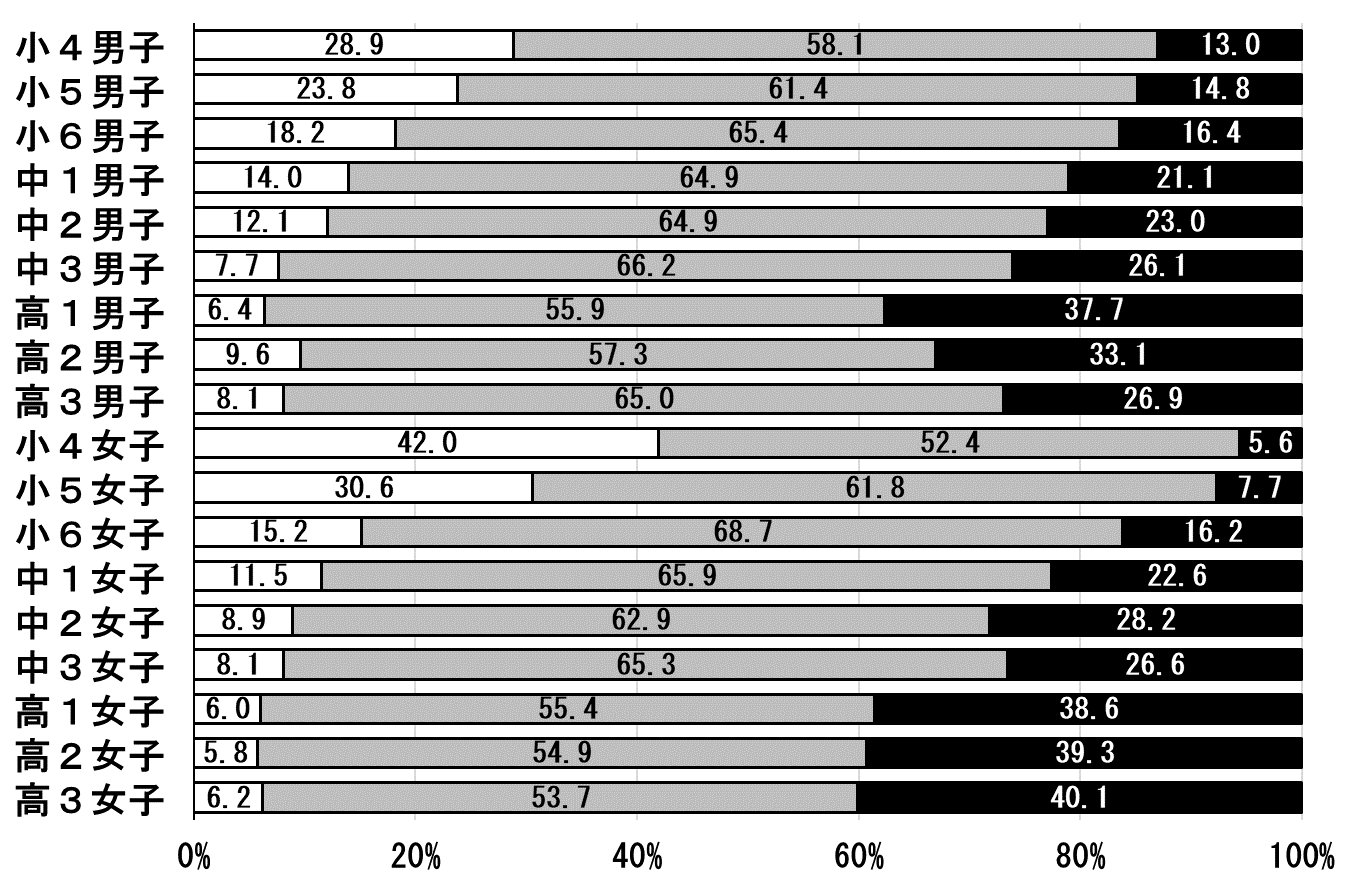 小４男子 28.9 58.1 13.0
小５男子 23.8 61.4 14.8
小６男子 18.2 65.4 16.4
中１男子 14.0 64.9 21.1
中２男子 12.1 64.9 23.0
中３男子 7.7 66.2 26.1
高１男子 6.4 55.9 37.7
高２男子 9.6 57.3 33.1
高３男子 8.1 65.0 26.9
小４女子 42.0 52.4 5.6
小５女子 30.6 61.8 7.7
小６女子 15.2 68.7 16.2
中１女子 11.5 65.9 22.6
中２女子 8.9 62.9 28.2
中３女子 8.1 65.3 26.6
高１女子 6.0 55.4 38.6
高２女子 5.8 54.9 39.3
高３女子 6.2 53.7 40.1
0% 20% 40% 60% 80% 100%